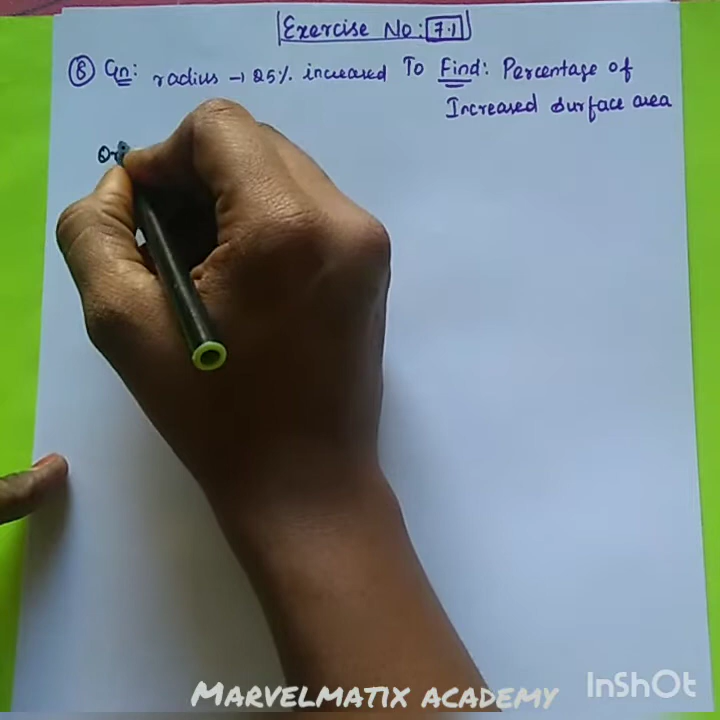 Exercise No: 7.1
⑧ Gn: radius → 25% increased To Find: Percentage of
Increased surface area
MARVELMATIX ACADEMY
InShOt